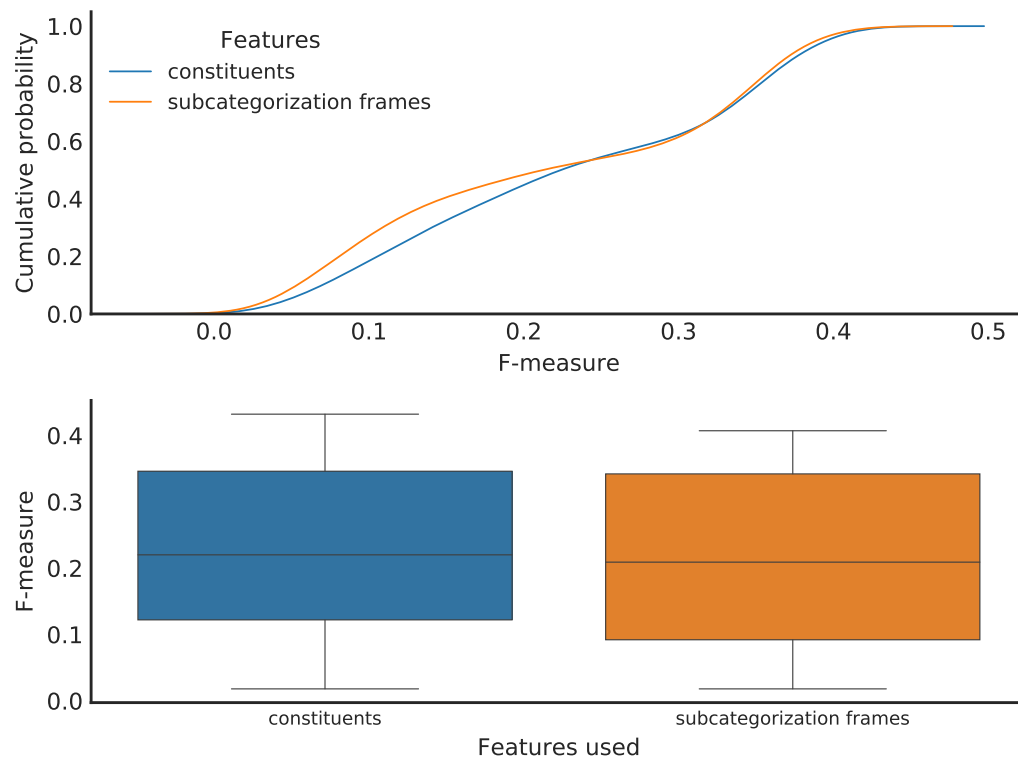 Cumulative probability
1.0
0.8
0.6
0.4
0.2
0.0
Features
constituents
subcategorization frames
0.0 0.1 0.2 0.3 0.4 0.5
F-measure
F-measure
0.4
0.3
0.2
0.1
0.0
constituents subcategorization frames
Features used